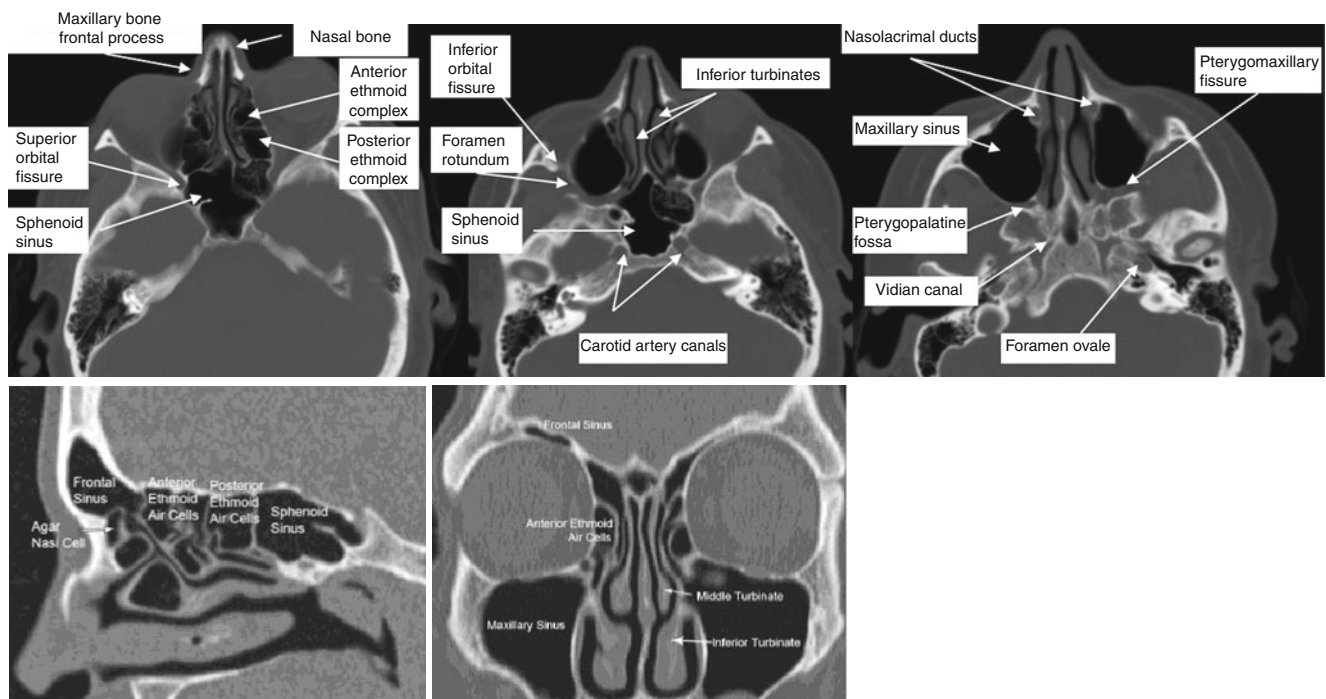 Maxillary bone
frontal process
Nasal bone
Anterior
ethmoid
complex
Posterior
ethmoid
complex
Superior
orbital
fissure
Sphenoid
sinus
Inferior
orbital
fissure
Inferior turbinates
Foramen
rotundum
Sphenoid
sinus
Carotid artery canals
Nasolacrimal ducts
Pterygomaxillary
fissure
Maxillary sinus
Pterygopalatine
fossa
Vidian canal
Foramen ovale
Frontal
Sinus
Anterior
Ethmoid
Air Cells
Posterior
Ethmoid
Air Cells
Sphenoid
Sinus
Agar
Nasi Cell
Frontal Sinus
Anterior Ethmoid
Air Cells
Middle Turbinate
Maxillary Sinus
Inferior Turbinate